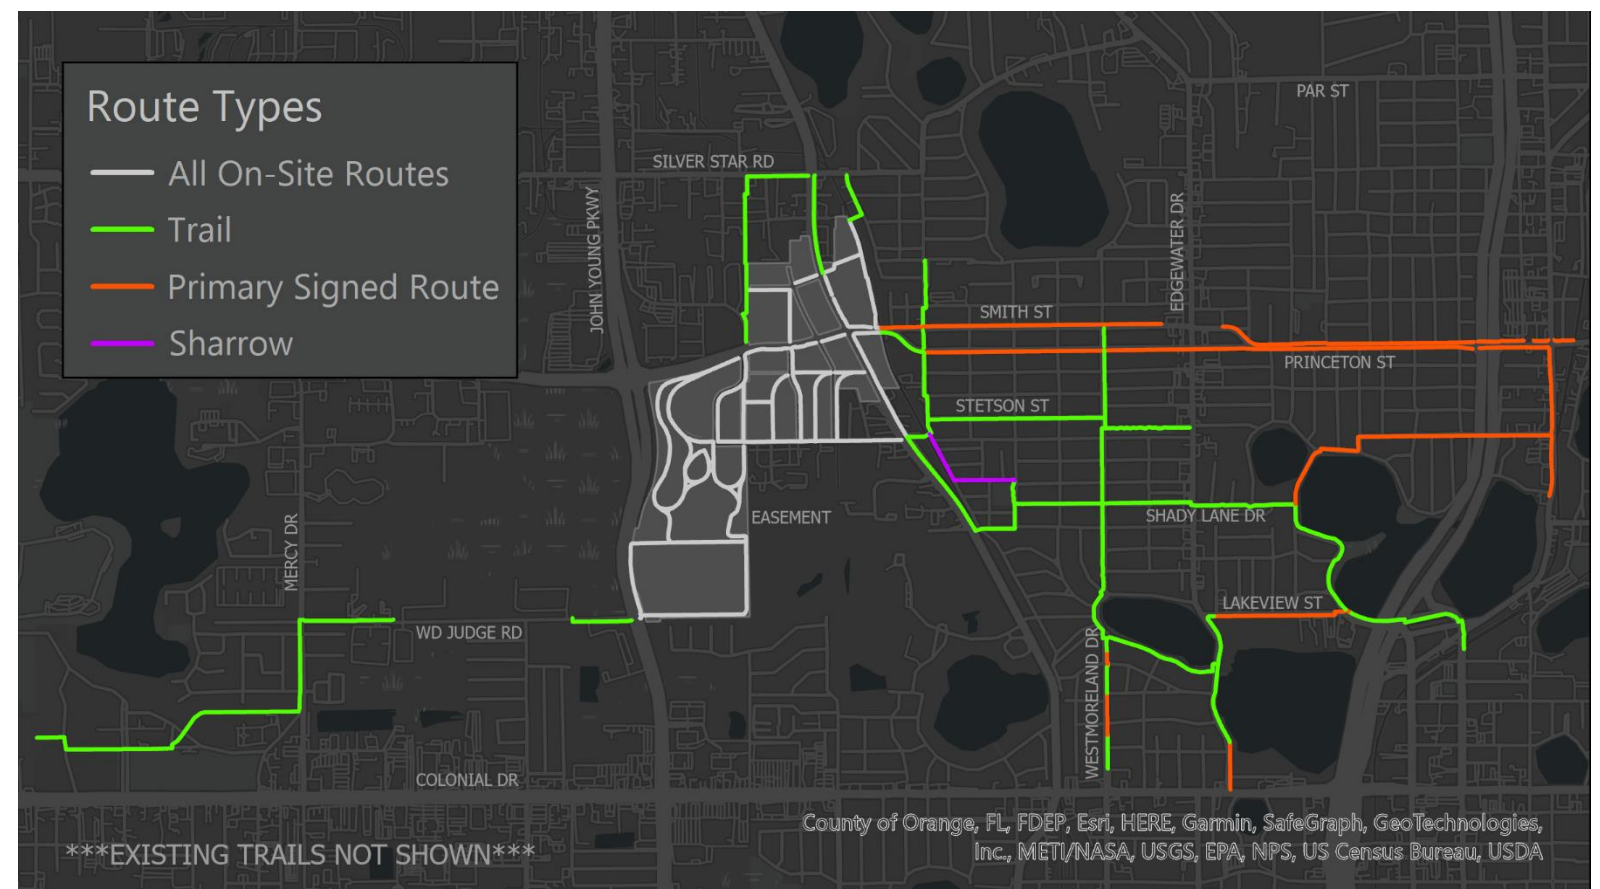 Route Types
All On-Site Routes
Trail
Primary Signed Route
Sharrow
PAR ST
SILVER STAR RD
JOHN YOUNG PKWY
EDGEWATER DR
SMITH ST
PRINCETON ST
STETSON ST
EASEMENT
SHADY LANE DR
MERCY DR
LAKEVIEW ST
WD JUDGE RD
WESTMORELAND DR
COLONIAL DR
County of Orange, FL, FDEP, Esri, HERE, Garmin, SafeGraph, GeoTechnologies,
Inc., METI/NASA, USGS, EPA, NPS, US Census Bureau, USDA
***EXISTING TRAILS NOT SHOWN***